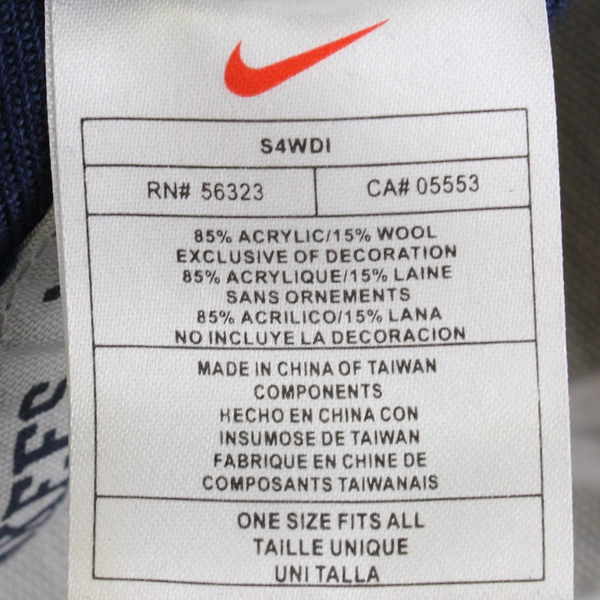 S4WDI
RN# 56323
CA# 05553
85% ACRYLIC/15% WOOL
EXCLUSIVE OF DECORATION
85% ACRYLIQUE/15% LAINE
SANS ORNEMENTS
85% ACRILICO/15% LANA
NO INCLUYE LA DECORACION
MADE IN CHINA OF TAIWAN
COMPONENTS
HECHO EN CHINA CON
INSUMOSE DE TAIWAN
FABRIQUE EN CHINE DE
COMPOSANTS TAIWANAIS
ONE SIZE FITS ALL
TAILLE UNIQUE
UNI TALLA